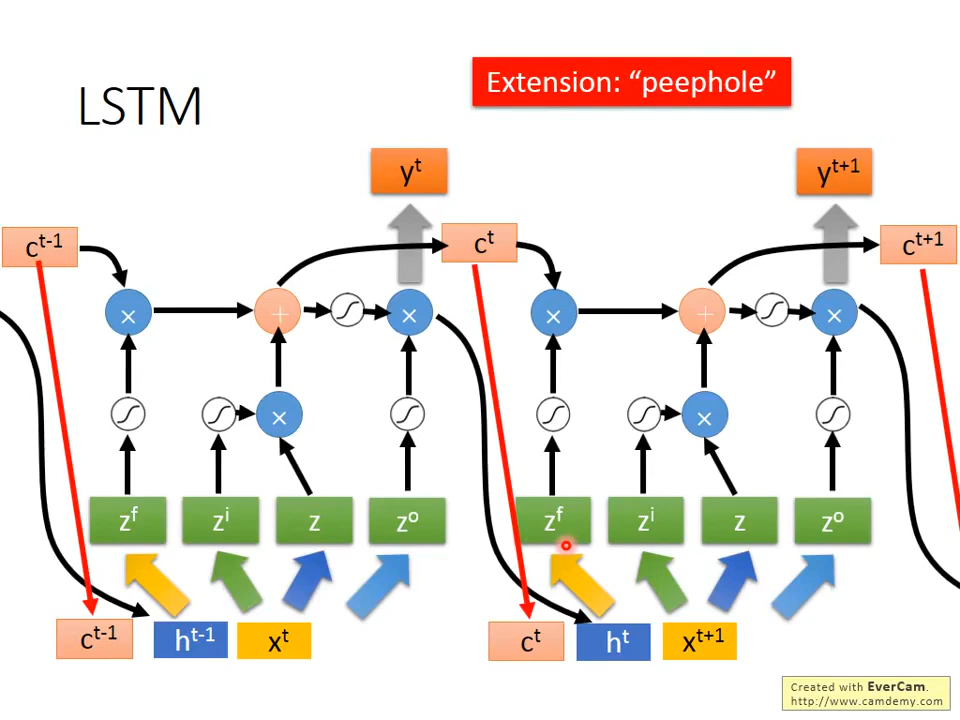 Extension: “peephole”
LSTM
yᵗ
yᵗ⁺¹
cᵗ⁻¹
cᵗ
cᵗ⁺¹
× + × × + ×
× ×
zᶠ zⁱ z zᵒ zᶠ zⁱ z zᵒ
cᵗ⁻¹ hᵗ⁻¹ xᵗ cᵗ hᵗ xᵗ⁺¹
Created with EverCam.
http://www.camdemy.com